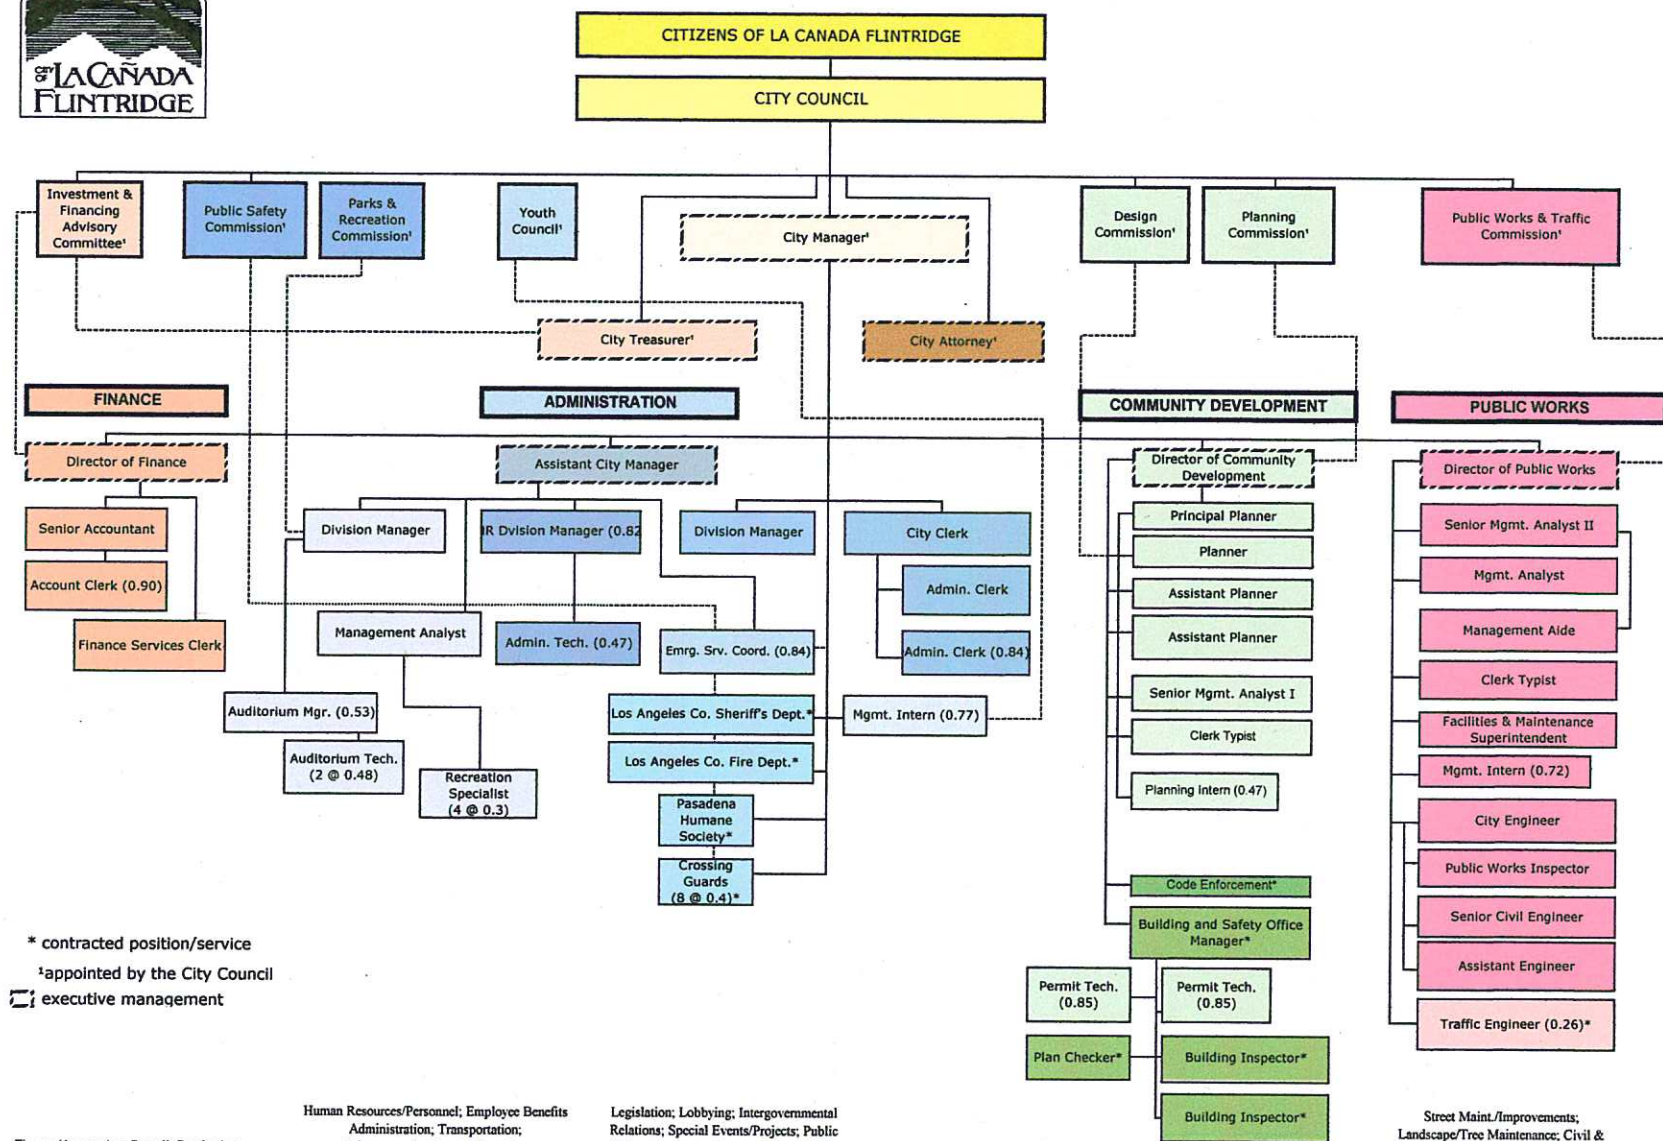 CITY OF LA CAÑADA
FLINTRIDGE
CITIZENS OF LA CANADA FLINTRIDGE
CITY COUNCIL
Investment &
Financing
Advisory
Committee¹
Public Safety
Commission¹
Parks &
Recreation
Commission¹
Youth
Council¹
City Manager¹
Design
Commission¹
Planning
Commission¹
Public Works & Traffic
Commission¹
City Treasurer¹
City Attorney¹
FINANCE
ADMINISTRATION
COMMUNITY DEVELOPMENT
PUBLIC WORKS
Director of Finance
Assistant City Manager
Director of Community
Development
Director of Public Works
Senior Accountant
Account Clerk (0.90)
Finance Services Clerk
Division Manager
IR Dvision Manager (0.82
Division Manager
City Clerk
Admin. Clerk
Admin. Clerk (0.84)
Management Analyst
Admin. Tech. (0.47)
Emrg. Srv. Coord. (0.84)
Auditorium Mgr. (0.53)
Auditorium Tech.
(2 @ 0.48)
Recreation
Specialist
(4 @ 0.3)
Los Angeles Co. Sheriff's Dept.*
Mgmt. Intern (0.77)
Los Angeles Co. Fire Dept.*
Pasadena
Humane
Society*
Crossing
Guards
(8 @ 0.4)*
Principal Planner
Planner
Assistant Planner
Assistant Planner
Senior Mgmt. Analyst I
Clerk Typist
Planning Intern (0.47)
Code Enforcement*
Building and Safety Office
Manager*
Permit Tech.
(0.85)
Permit Tech.
(0.85)
Plan Checker*
Building Inspector*
Building Inspector*
Senior Mgmt. Analyst II
Mgmt. Analyst
Management Aide
Clerk Typist
Facilities & Maintenance
Superintendent
Mgmt. Intern (0.72)
City Engineer
Public Works Inspector
Senior Civil Engineer
Assistant Engineer
Traffic Engineer (0.26)*
* contracted position/service
¹appointed by the City Council
executive management
Human Resources/Personnel; Employee Benefits
Administration; Transportation;
Legislation; Lobbying; Intergovernmental
Relations; Special Events/Projects; Public
Street Maint./Improvements;
Landscape/Tree Maintenance; Civil &